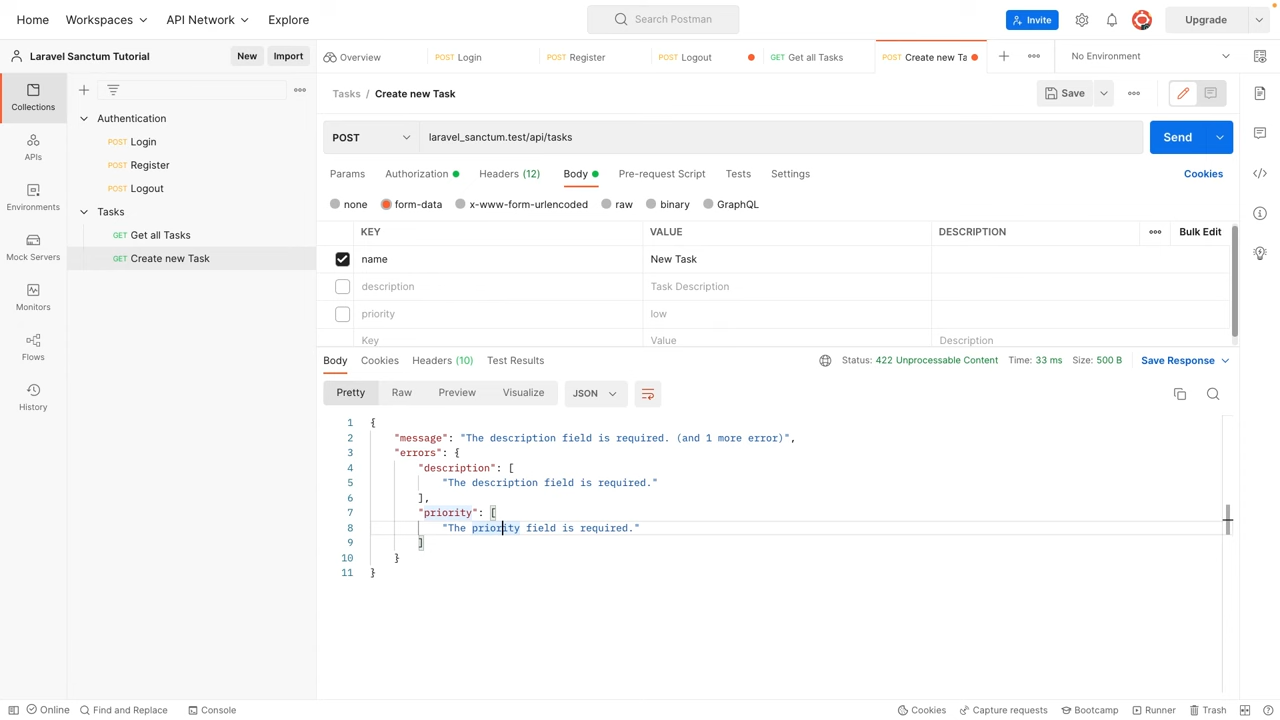 Home Workspaces API Network Explore Search Postman Invite Upgrade
Laravel Sanctum Tutorial New Import Overview POST Login POST Register POST Logout GET Get all Tasks POST Create new Ta No Environment
Collections
APIs
Environments
Mock Servers
Monitors
Flows
History
Authentication
POST Login
POST Register
POST Logout
Tasks
GET Get all Tasks
GET Create new Task
Tasks / Create new Task Save
POST laravel_sanctum.test/api/tasks Send
Params Authorization Headers (12) Body Pre-request Script Tests Settings Cookies
none form-data x-www-form-urlencoded raw binary GraphQL
KEY VALUE DESCRIPTION Bulk Edit
name New Task
description Task Description
priority low
Key Value Description
Body Cookies Headers (10) Test Results Status: 422 Unprocessable Content Time: 33 ms Size: 500 B Save Response
Pretty Raw Preview Visualize JSON
1 {
2 "message": "The description field is required. (and 1 more error)",
3 "errors": {
4 "description": [
5 "The description field is required."
6 ],
7 "priority": [
8 "The priority field is required."
9 ]
10 }
11 }
Online Find and Replace Console Cookies Capture requests Bootcamp Runner Trash